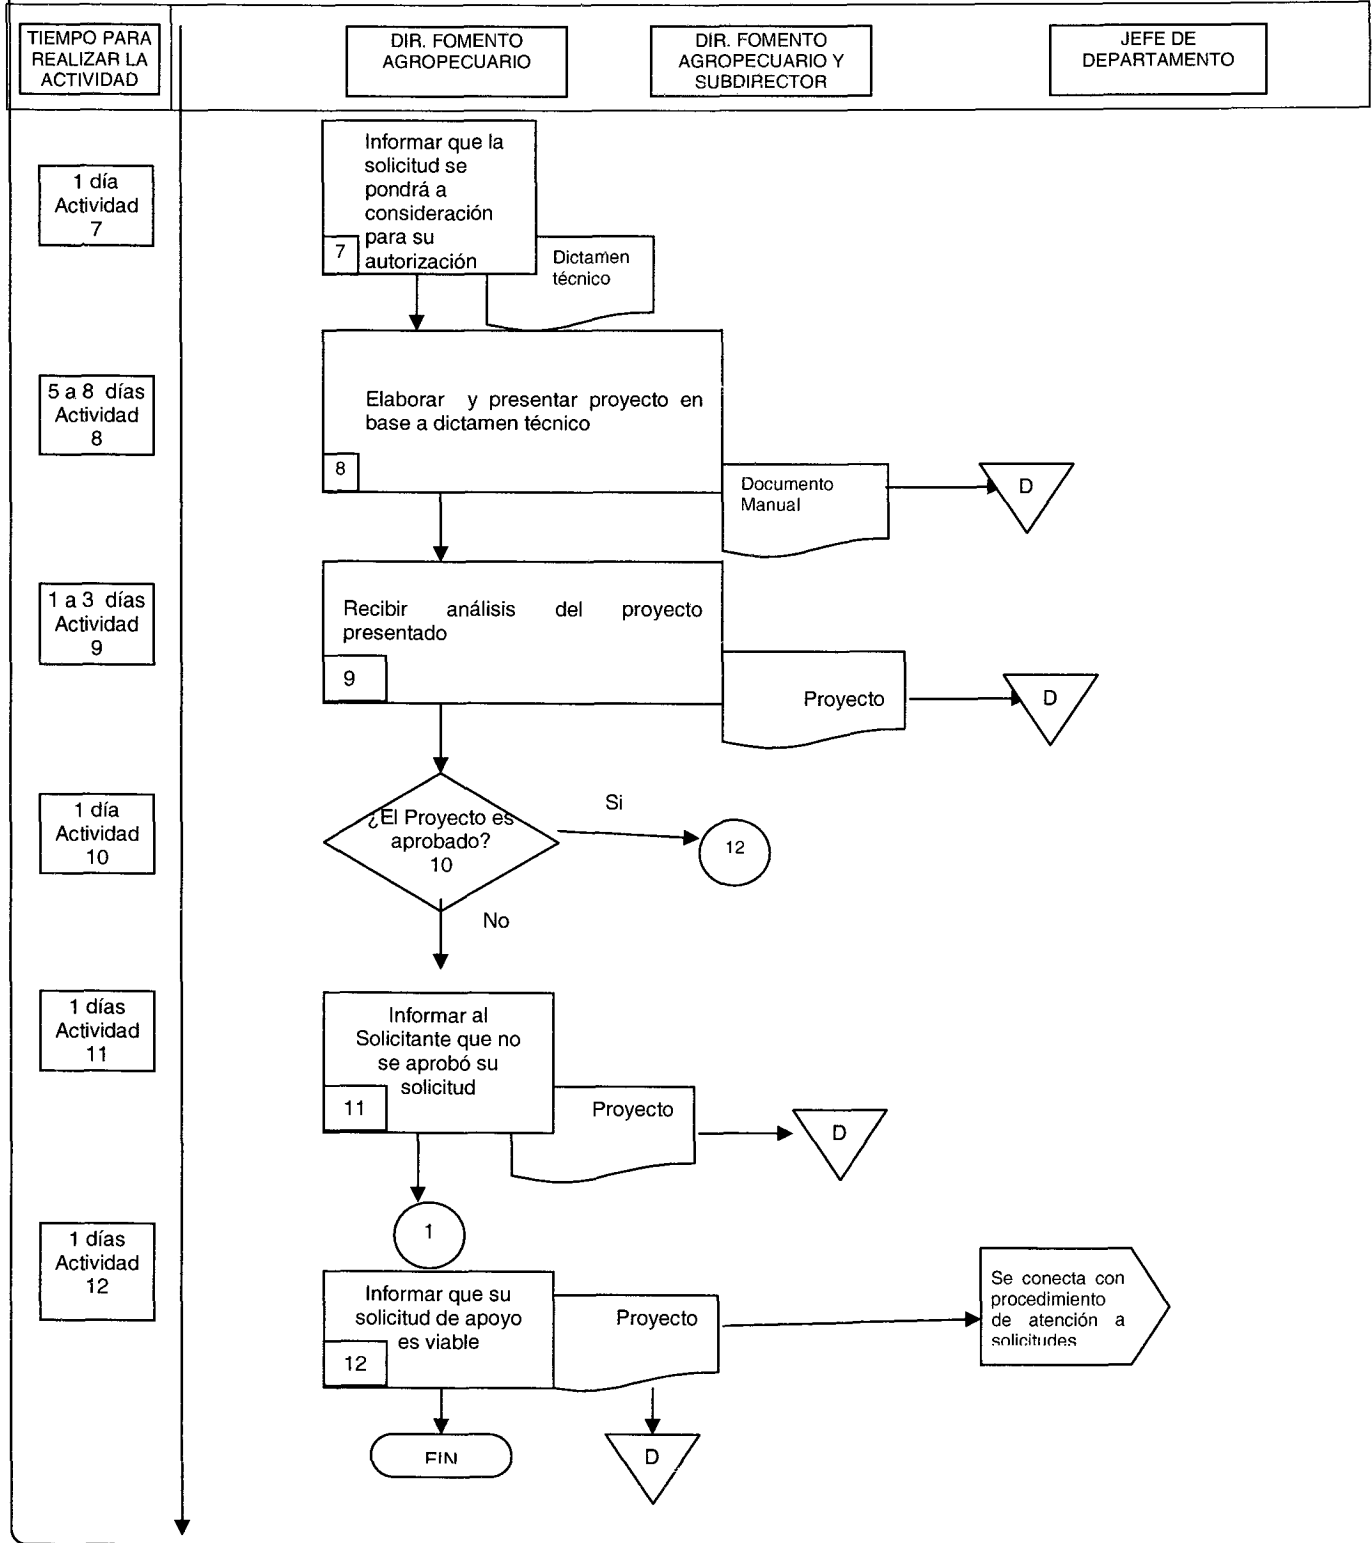 TIEMPO PARA
REALIZAR LA
ACTIVIDAD
DIR. FOMENTO
AGROPECUARIO
DIR. FOMENTO
AGROPECUARIO Y
SUBDIRECTOR
JEFE DE
DEPARTAMENTO
1 día
Actividad
7
Informar que la
solicitud se
pondrá a
consideración
para su
autorización
7
Dictamen
técnico
5 a 8 días
Actividad
8
Elaborar y presentar proyecto en
base a dictamen técnico
8
Documento
Manual
D
1 a 3 días
Actividad
9
Recibir análisis del proyecto
presentado
9
Proyecto
D
1 día
Actividad
10
¿El Proyecto es
aprobado?
10
Si
12
No
1 días
Actividad
11
Informar al
Solicitante que no
se aprobó su
solicitud
11
Proyecto
D
1
1 días
Actividad
12
Informar que su
solicitud de apoyo
es viable
12
Proyecto
Se conecta con
procedimiento
de atención a
solicitudes
FIN
D